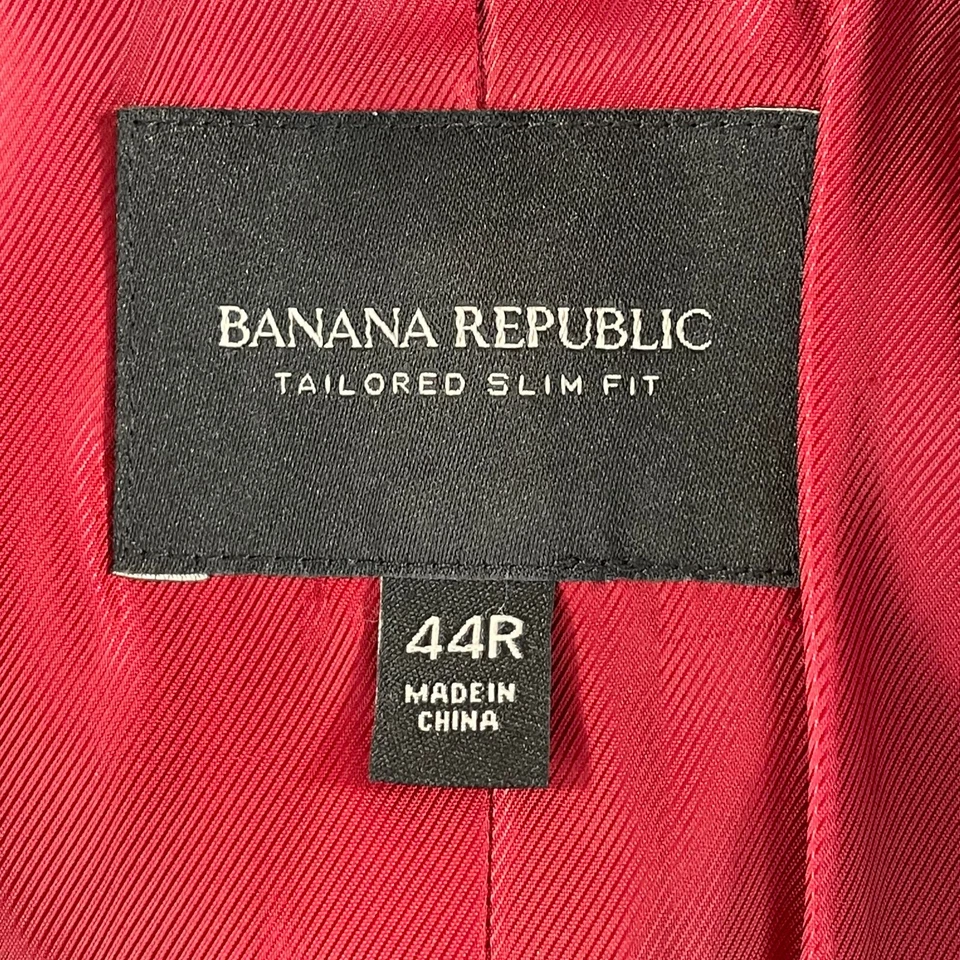 BANANA REPUBLIC
TAILORED SLIM FIT
44R
MADE IN
CHINA